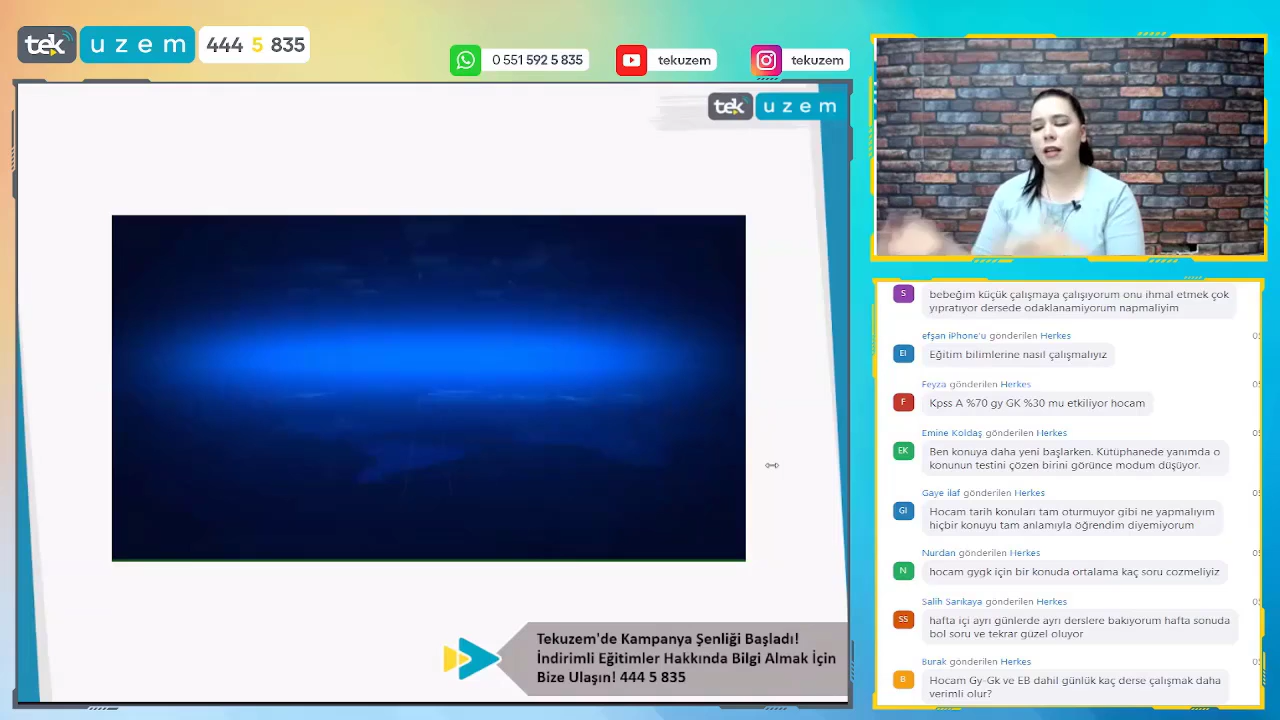 tek uzem 444 5 835
0 551 592 5 835
tekuzem
tekuzem
tek uzem
Tekuzem'de Kampanya Şenliği Başladı!
İndirimli Eğitimler Hakkında Bilgi Almak İçin
Bize Ulaşın! 444 5 835
S
bebeğim küçük çalışmaya çalışıyorum onu ihmal etmek çok
yıpratıyor dersede odaklanamiyorum napmaliyim
efşan iPhone'u gönderilen Herkes
EI
Eğitim bilimlerine nasıl çalışmalıyız
Feyza gönderilen Herkes
F
Kpss A %70 gy GK %30 mu etkiliyor hocam
Emine Koldaş gönderilen Herkes
EK
Ben konuya daha yeni başlarken. Kütüphanede yanımda o
konunun testini çözen birini görünce modum düşüyor.
Gaye ilaf gönderilen Herkes
GI
Hocam tarih konuları tam oturmuyor gibi ne yapmalıyım
hiçbir konuyu tam anlamıyla öğrendim diyemiyorum
Nurdan gönderilen Herkes
N
hocam gygk için bir konuda ortalama kaç soru cozmeliyiz
Salih Sarıkaya gönderilen Herkes
SS
hafta içi ayrı günlerde ayrı derslere bakıyorum hafta sonuda
bol soru ve tekrar güzel oluyor
Burak gönderilen Herkes
B
Hocam Gy-Gk ve EB dahil günlük kaç derse çalışmak daha
verimli olur?